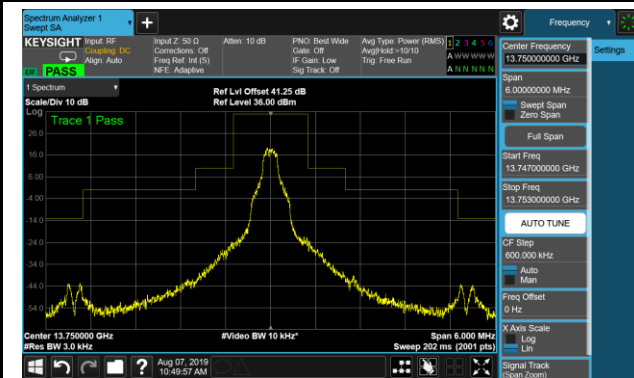 Spectrum Analyzer 1
Swept SA
+
Frequency
KEYSIGHT
Input: RF
Coupling: DC
Align: Auto
Input Z: 50 Ω
Corrections: Off
Freq Ref: Int (S)
NFE: Adaptive
Atten: 10 dB
PNO: Best Wide
Gate: Off
IF Gain: Low
Sig Track: Off
Avg Type: Power (RMS)
Avg|Hold:>10/10
Trig: Free Run
1 2 3 4 5 6
A W W W W W
A N N N N N
PASS
1 Spectrum
Scale/Div 10 dB
Ref Lvl Offset 41.25 dB
Ref Level 36.00 dBm
Log
Trace 1 Pass
26.0
16.0
6.00
-4.00
-14.0
-24.0
-34.0
-44.0
-54.0
Center 13.750000 GHz
#Res BW 3.0 kHz
#Video BW 10 kHz*
Span 6.000 MHz
Sweep 202 ms (2001 pts)
?
Aug 07, 2019
10:49:57 AM
Center Frequency
13.750000000 GHz
Settings
Span
6.00000000 MHz
Swept Span
Zero Span
Full Span
Start Freq
13.747000000 GHz
Stop Freq
13.753000000 GHz
AUTO TUNE
CF Step
600.000 kHz
Auto
Man
Freq Offset
0 Hz
X Axis Scale
Log
Lin
Signal Track
(Span Zoom)